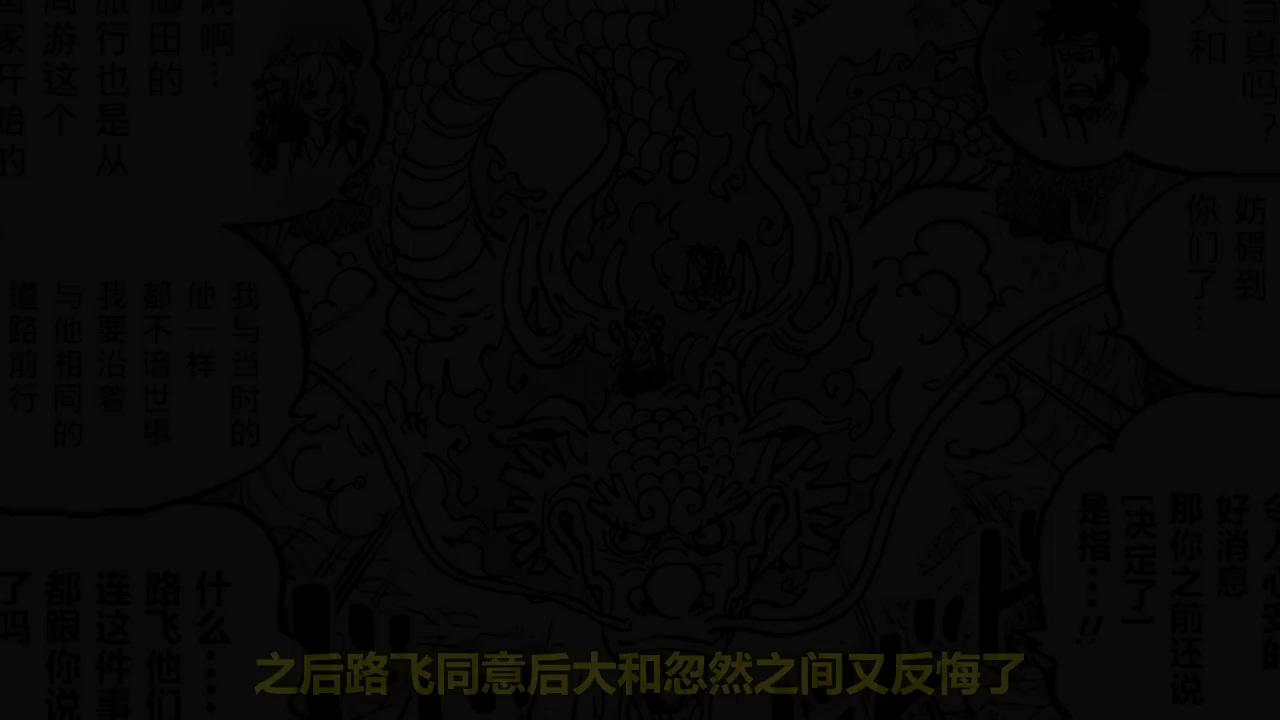 真吗?
大和
妨碍到
你们了…
好消息
那你之前还说
【决定了】
是指……!!
啊啊…
御田的
旅行也是从
周游这个
国家开始的
我与当时的
他一样
都不谙世事
我要沿着
与他相同的
道路前行
什么……
路飞他们
连这件事
都跟你说
了吗
之后路飞同意后大和忽然之间又反悔了